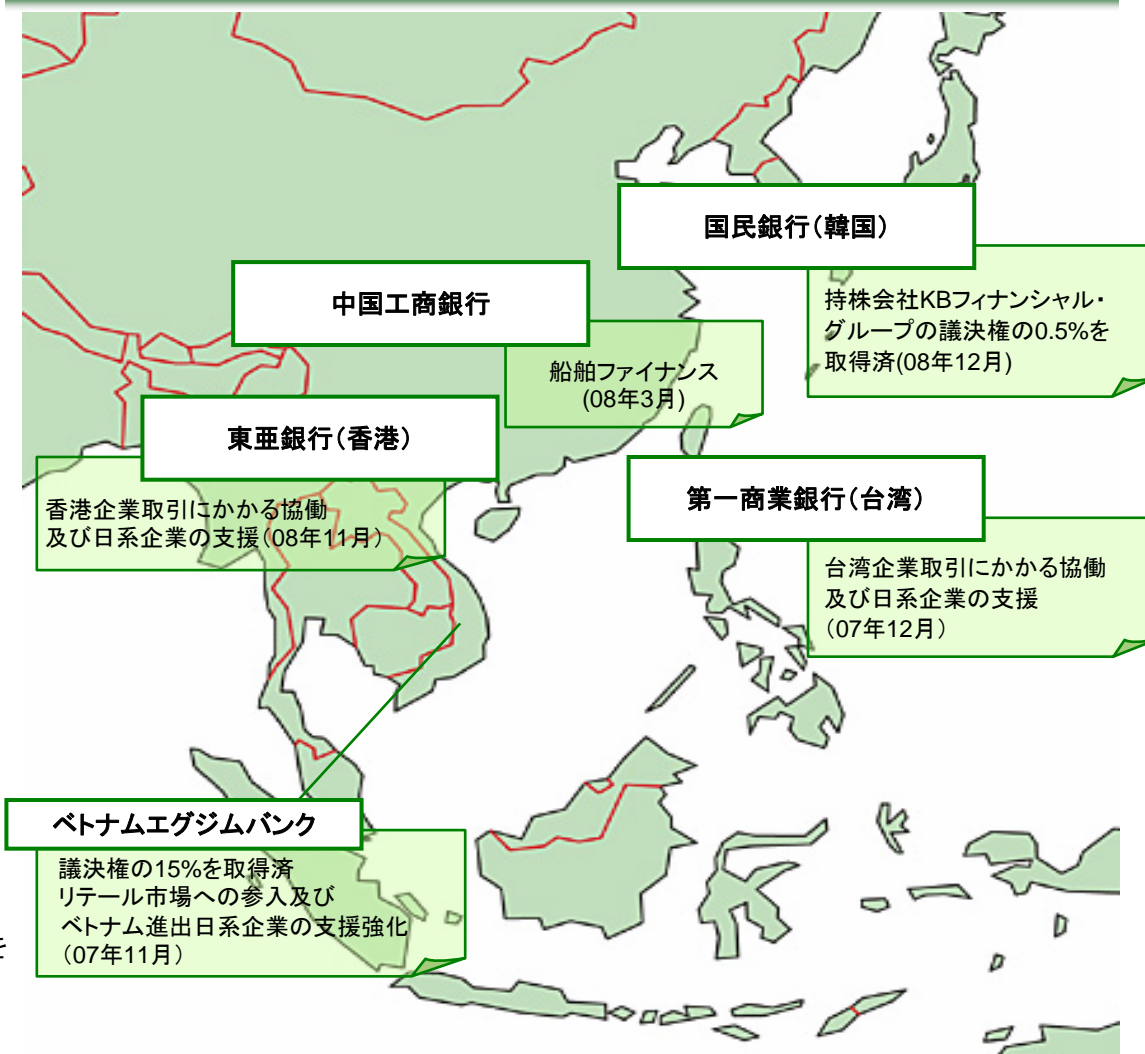 国民銀行（韓国）
持株会社KBフィナンシャル・
グループの議決権の0.5%を
取得済(08年12月)
中国工商銀行
船舶ファイナンス
(08年3月)
東亜銀行（香港）
香港企業取引にかかる協働
及び日系企業の支援（08年11月）
第一商業銀行（台湾）
台湾企業取引にかかる協働
及び日系企業の支援
（07年12月）
ベトナムエグジムバンク
議決権の15%を取得済
リテール市場への参入及び
ベトナム進出日系企業の支援強化
（07年11月）
を